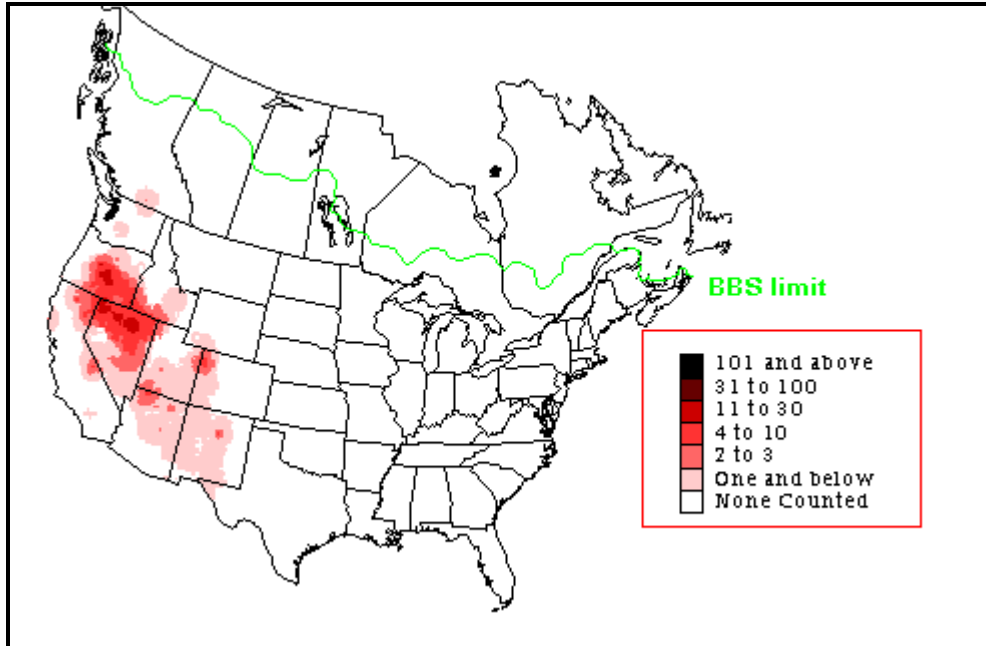 BBS limit
101 and above
31 to 100
11 to 30
4 to 10
2 to 3
One and below
None Counted